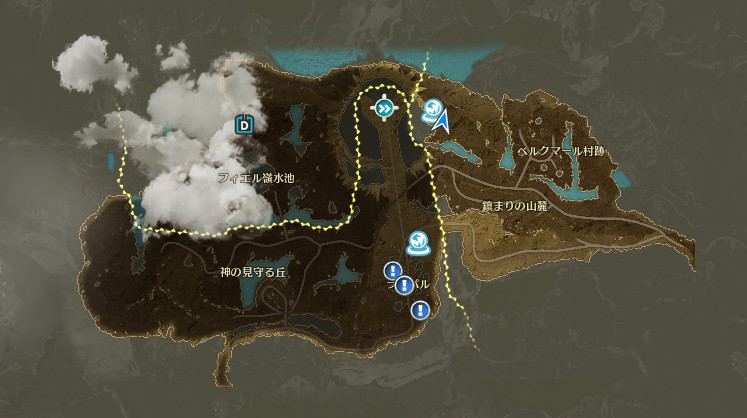 ベルクマール村跡
D
フィエル嶺水池
鎮まりの山麓
神の見守る丘